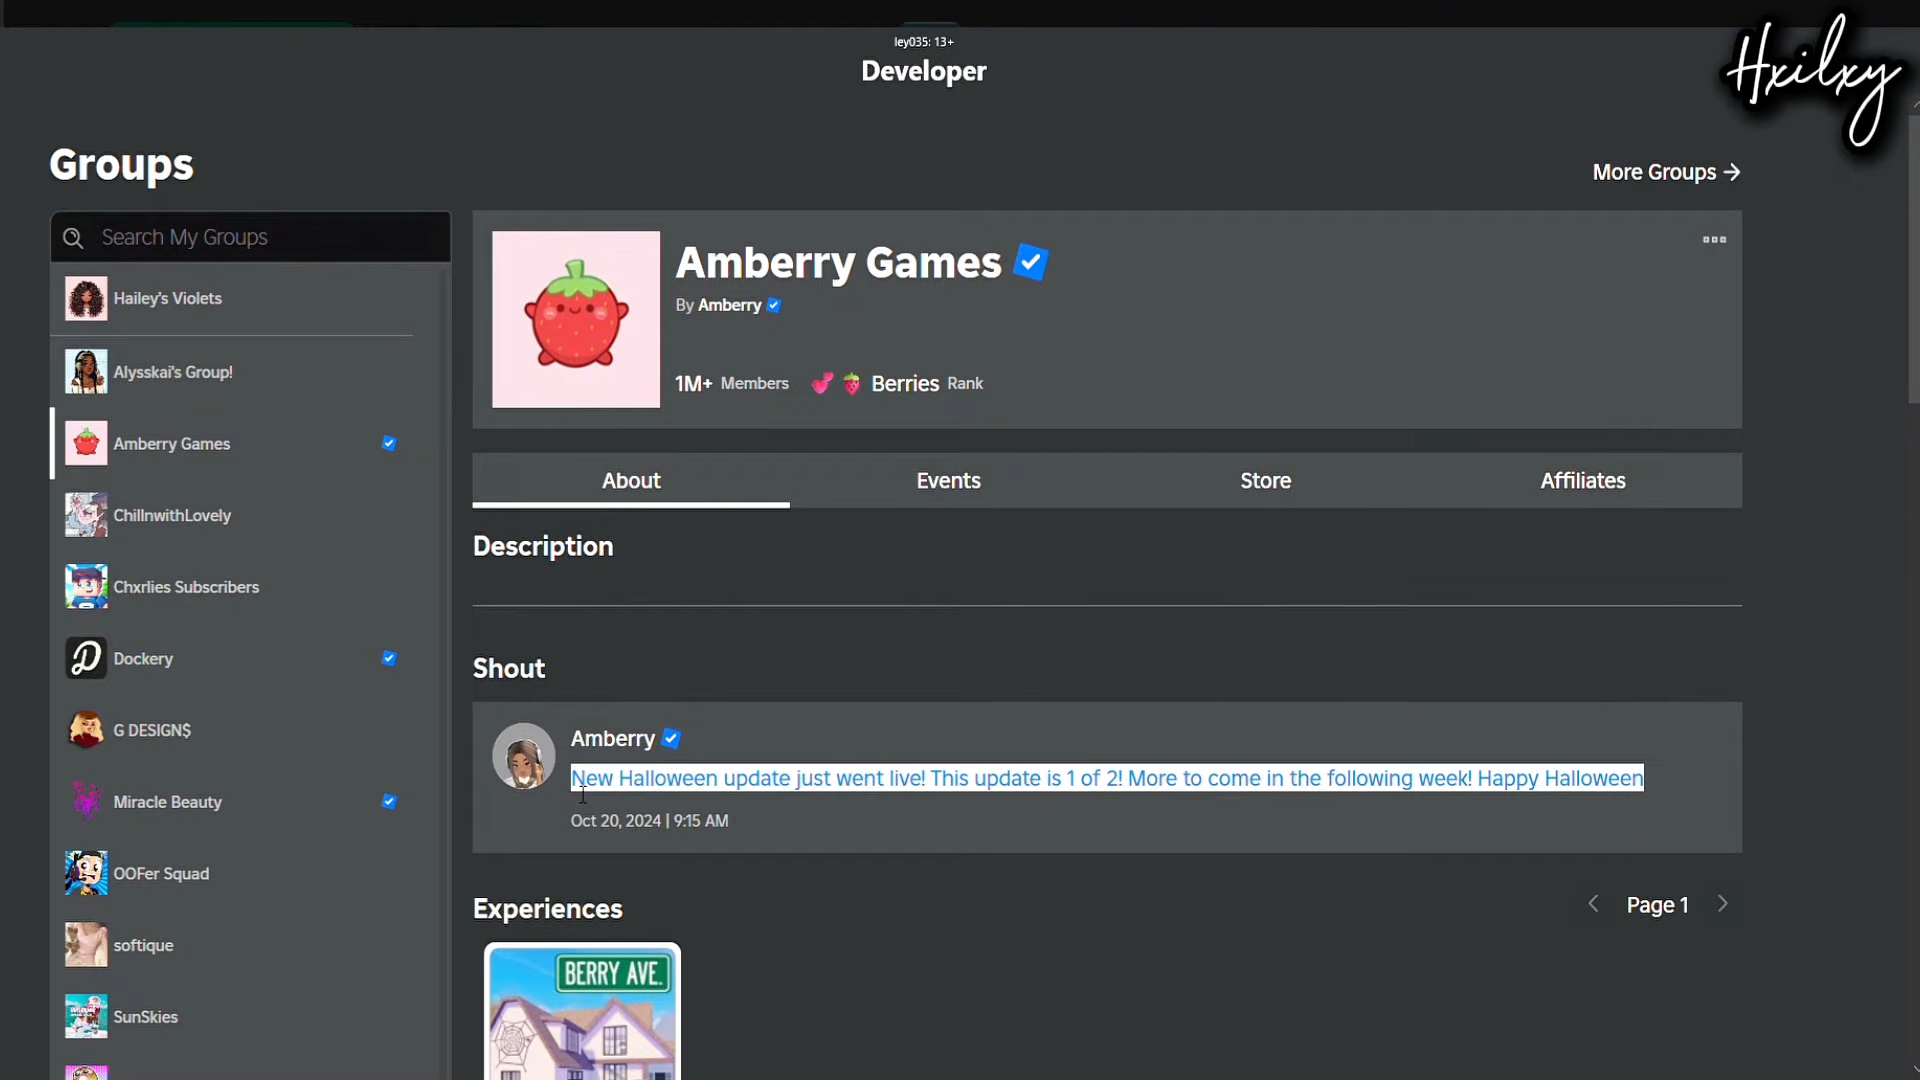 ley035: 13+
Developer
Hxilxy
Groups
More Groups →
Search My Groups
Hailey's Violets
Alysskai's Group!
Amberry Games
ChillnwithLovely
Chxrlies Subscribers
Dockery
G DESIGN$
Miracle Beauty
OOFer Squad
softique
SunSkies
Amberry Games
By Amberry
1M+ Members 💕 🍓 Berries Rank
About Events Store Affiliates
Description
Shout
Amberry
New Halloween update just went live! This update is 1 of 2! More to come in the following week! Happy Halloween
Oct 20, 2024 | 9:15 AM
Experiences
Page 1
BERRY AVE.